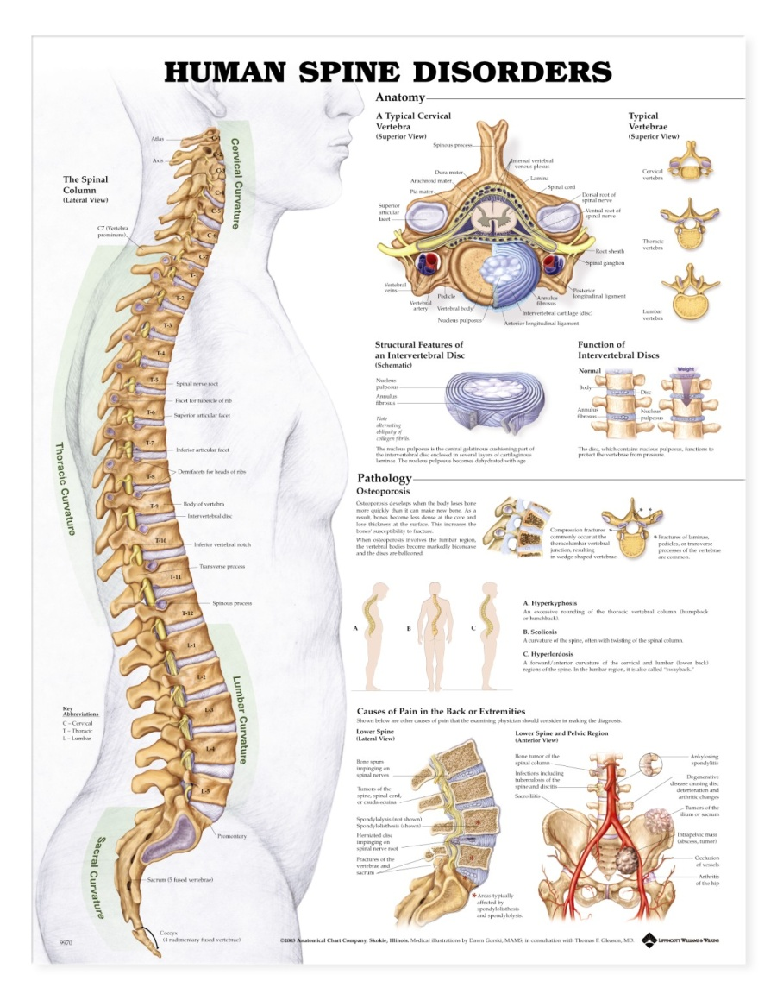 HUMAN SPINE DISORDERS
Anatomy
The Spinal
Column
(Lateral View)
Atlas
Axis
C7 (Vertebra
prominens)
Cervical Curvature
Thoracic Curvature
Lumbar Curvature
Sacral Curvature
C-5
C-6
T-1
T-2
T-3
T-4
T-5
T-6
T-7
T-8
T-9
T-10
T-11
T-12
L-1
L-2
L-3
L-4
L-5
Spinal nerve root
Facet for tubercle of rib
Superior articular facet
Inferior articular facet
Demifacets for heads of ribs
Body of vertebra
Intervertebral disc
Inferior vertebral notch
Transverse process
Spinous process
Promontory
Sacrum (5 fused vertebrae)
Coccyx
(4 rudimentary fused vertebrae)
Key
Abbreviations
C – Cervical
T – Thoracic
L – Lumbar
9970
A Typical Cervical
Vertebra
(Superior View)
Spinous process
Internal vertebral
venous plexus
Dura mater
Arachnoid mater
Pia mater
Lamina
Spinal cord
Dorsal root of
spinal nerve
Ventral root of
spinal nerve
Superior
articular
facet
Root sheath
Spinal ganglion
Vertebral
veins
Vertebral
artery
Pedicle
Vertebral body
Nucleus pulposus
Annulus
fibrosus
Posterior
longitudinal ligament
Intervertebral cartilage (disc)
Anterior longitudinal ligament
Typical
Vertebrae
(Superior View)
Cervical
vertebra
Thoracic
vertebra
Lumbar
vertebra
Structural Features of
an Intervertebral Disc
(Schematic)
Nucleus
pulposus
Annulus
fibrosus
Note
alternating
obliquity of
collagen fibrils.
The nucleus pulposus is the central gelatinous cushioning part of
the intervertebral disc enclosed in several layers of cartilaginous
laminae. The nucleus pulposus becomes dehydrated with age.
Function of
Intervertebral Discs
Normal
Weight
Body
Disc
Annulus
fibrosus
Nucleus
pulposus
The disc, which contains nucleus pulposus, functions to
protect the vertebrae from pressure.
Pathology
Osteoporosis
Osteoporosis develops when the body loses bone
more quickly than it can make new bone. As a
result, bones become less dense at the core and
lose thickness at the surface. This increases the
bones' susceptibility to fracture.
When osteoporosis involves the lumbar region,
the vertebral bodies become markedly biconcave
and the discs are ballooned.
Compression fractures
commonly occur at the
thoracolumbar vertebral
junction, resulting
in wedge-shaped vertebrae.
* Fractures of laminae,
pedicles, or transverse
processes of the vertebrae
are common.
A
B
C
A. Hyperkyphosis
An excessive rounding of the thoracic vertebral column (humpback
or hunchback).
B. Scoliosis
A curvature of the spine, often with twisting of the spinal column.
C. Hyperlordosis
A forward/anterior curvature of the cervical and lumbar (lower back)
regions of the spine. In the lumbar region, it is also called "swayback."
Causes of Pain in the Back or Extremities
Shown below are other causes of pain that the examining physician should consider in making the diagnosis.
Lower Spine
(Lateral View)
Bone spurs
impinging on
spinal nerves
Tumors of the
spine, spinal cord,
or cauda equina
Spondylolysis (not shown)
Spondylolisthesis (shown)
Herniated disc
impinging on
spinal nerve root
Fractures of the
vertebrae and
sacrum
*Areas typically
affected by
spondylolisthesis
and spondylolysis.
Lower Spine and Pelvic Region
(Anterior View)
Bone tumor of the
spinal column
Infections including
tuberculosis of the
spine and discitis
Sacroiliitis
Ankylosing
spondylitis
Degenerative
disease causing disc
deterioration and
arthritic changes
Tumors of the
ilium or sacrum
Intrapelvic mass
(abscess, tumor)
Occlusion
of vessels
Arthritis
of the hip
©2003 Anatomical Chart Company, Skokie, Illinois. Medical illustrations by Dawn Gorski, MAMS, in consultation with Thomas F. Gleason, MD.
LIPPINCOTT WILLIAMS & WILKINS